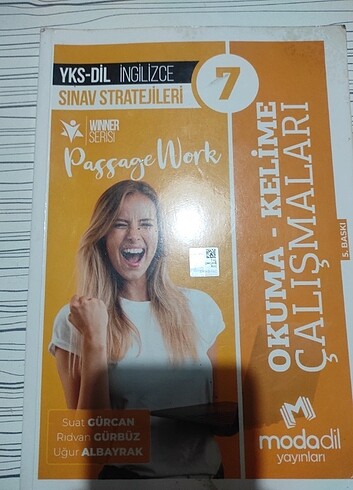 YKS-DİL İNGİLİZCE
SINAV STRATEJİLERİ
7
WINNER
SERİSİ
Passage Work
OKUMA - KELİME
ÇALIŞMALARI
5. BASKI
Suat GÜRCAN
Rıdvan GÜRBÜZ
Uğur ALBAYRAK
modadil
yayınları